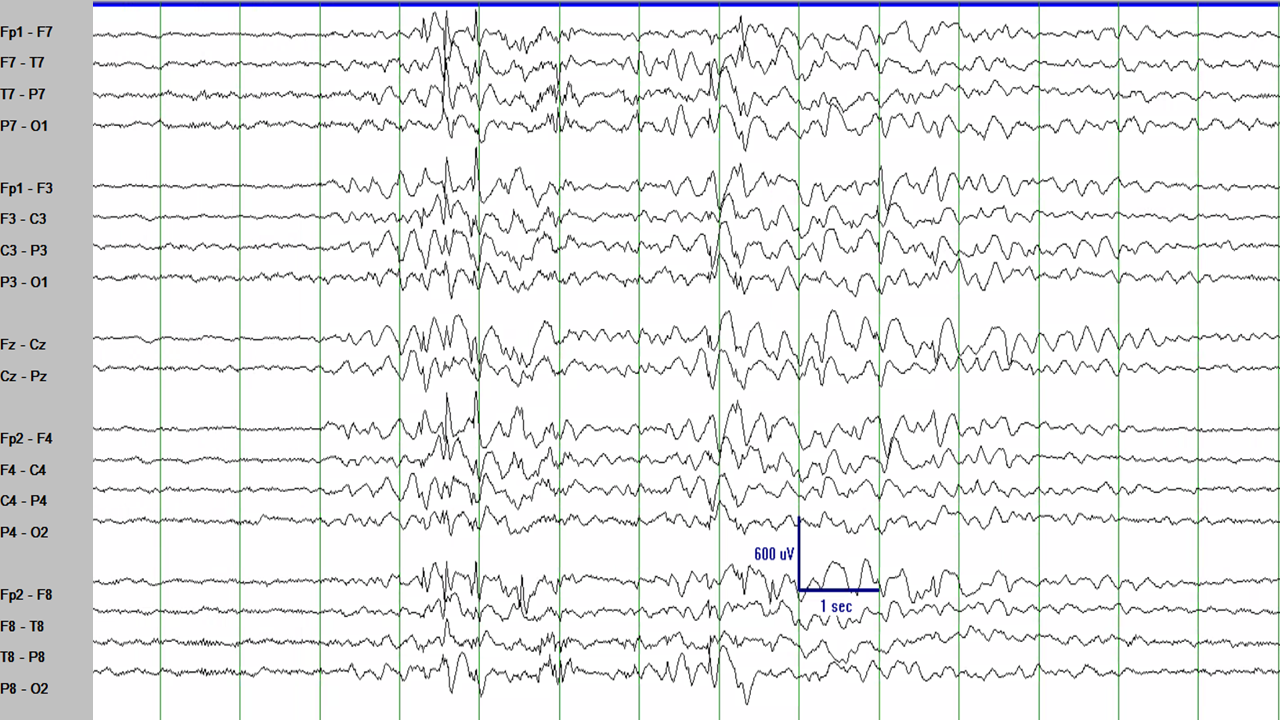 Fp1 - F7
F7 - T7
T7 - P7
P7 - O1
Fp1 - F3
F3 - C3
C3 - P3
P3 - O1
Fz - Cz
Cz - Pz
Fp2 - F4
F4 - C4
C4 - P4
P4 - O2
600 uV
Fp2 - F8
1 sec
F8 - T8
T8 - P8
P8 - O2